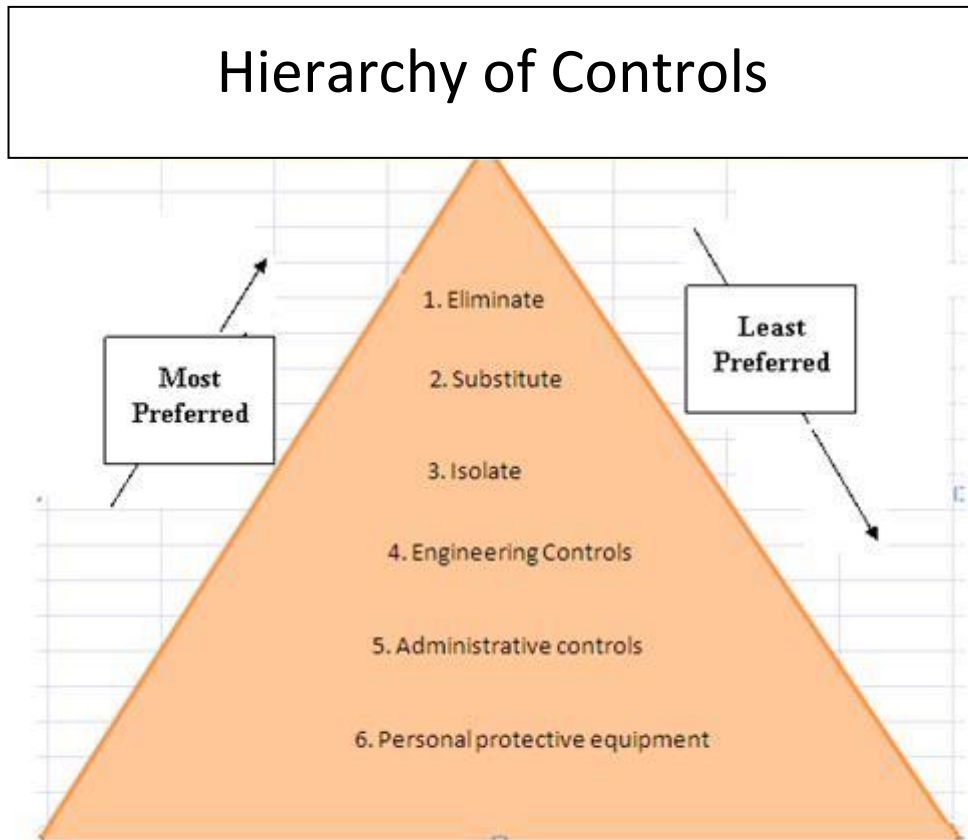 Hierarchy of Controls
1. Eliminate
Least
Preferred
Most
Preferred
2. Substitute
3. Isolate
4. Engineering Controls
5. Administrative controls
6. Personal protective equipment